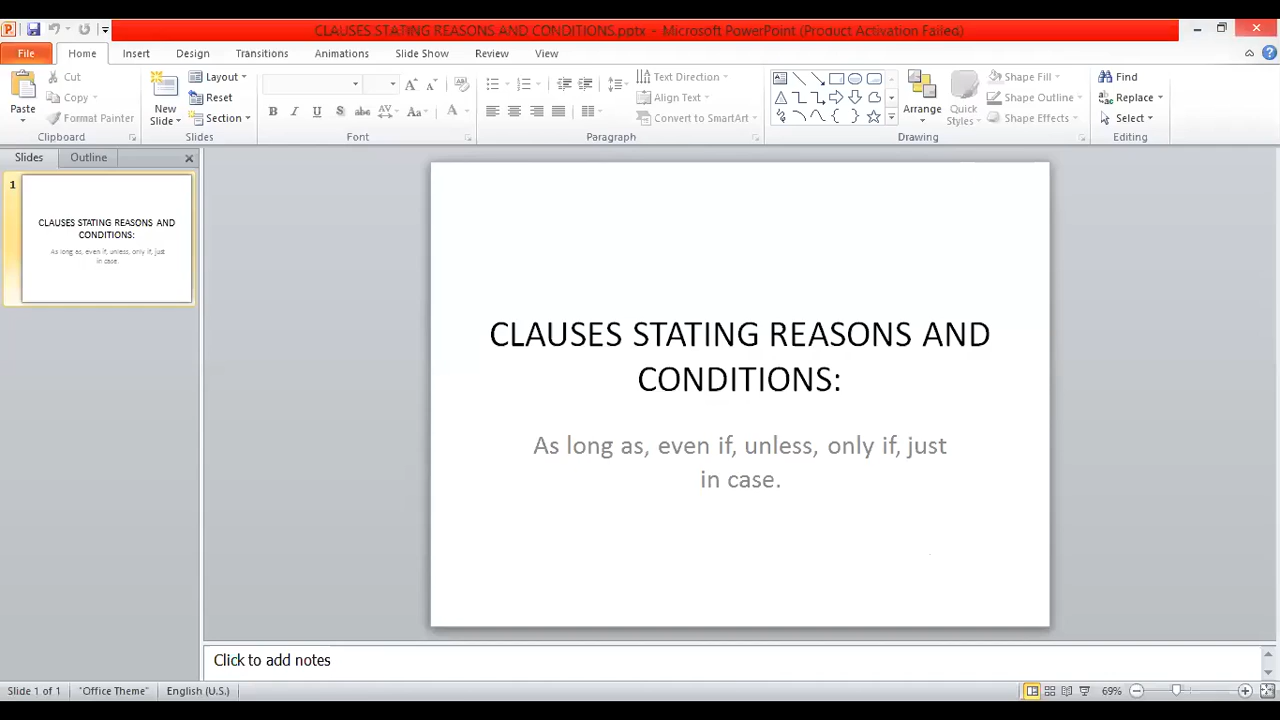 CLAUSES STATING REASONS AND CONDITIONS.pptx - Microsoft PowerPoint (Product Activation Failed)
File Home Insert Design Transitions Animations Slide Show Review View
Paste
Cut
Copy
Format Painter
Clipboard
New
Slide
Layout
Reset
Section
Slides
B I U S abc AV Aa A
Font
Text Direction
Align Text
Convert to SmartArt
Paragraph
Arrange
Quick
Styles
Shape Fill
Shape Outline
Shape Effects
Drawing
Find
Replace
Select
Editing
Slides Outline
1
CLAUSES STATING REASONS AND
CONDITIONS:
As long as, even if, unless, only if, just
in case.
CLAUSES STATING REASONS AND
CONDITIONS:
As long as, even if, unless, only if, just
in case.
Click to add notes
Slide 1 of 1 "Office Theme" English (U.S.) 69%